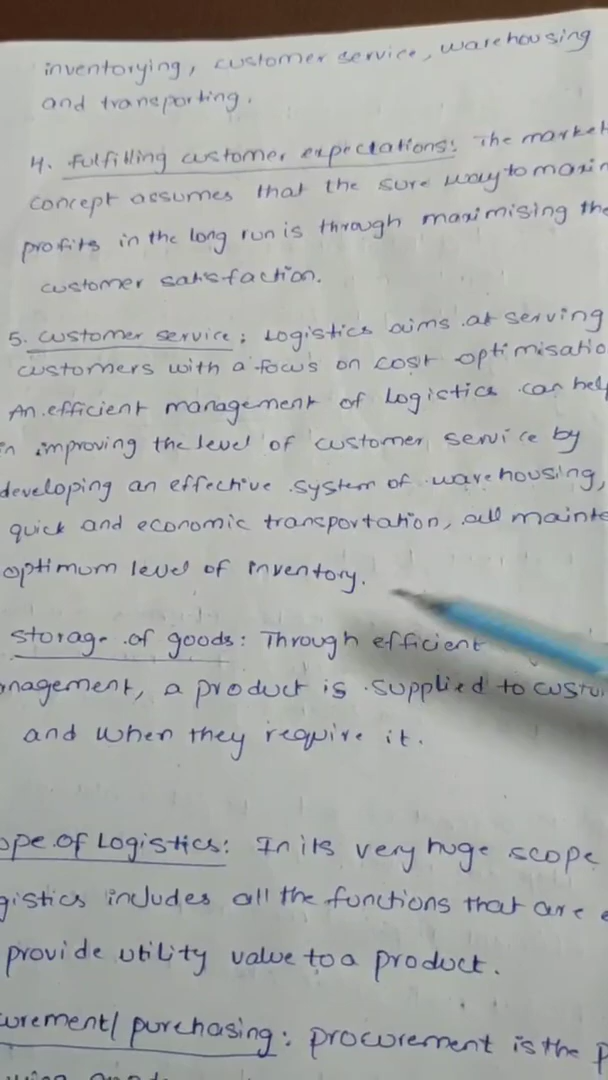 inventorying, customer service, warehousing
and transporting.
4. Fulfilling customer expectations: The market
concept assumes that the sure way to maxim
profits in the long run is through maximising the
customer satisfaction.
5. customer service: Logistics aims at serving
customers with a focus on cost optimisatio
An efficient management of logistics can help
in improving the level of customer service by
developing an effective system of warehousing,
quick and economic transportation, all mainte
optimum level of inventory.
storage of goods: Through efficient
nagement, a product is supplied to custo
and when they require it.
ope of Logistics: In its very huge scope
gistics includes all the functions that are
provide utility value to a product.
urement/purchasing: procurement is the p